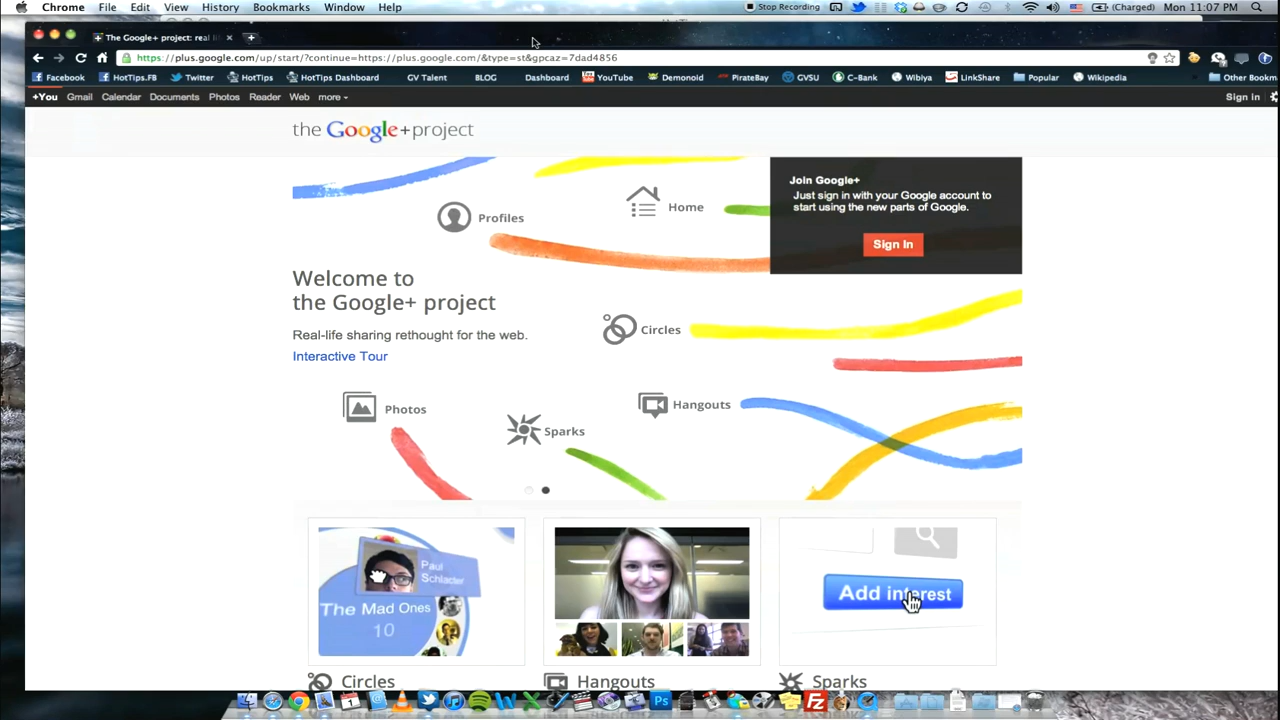 Chrome File Edit View History Bookmarks Window Help Stop Recording (Charged) Mon 11:07 PM
The Google+ project: real li
https://plus.google.com/up/start/?continue=https://plus.google.com/&type=st&gpcaz=7dad4856
Facebook HotTips.FB Twitter HotTips HotTips Dashboard GV Talent BLOG Dashboard YouTube Demonoid PirateBay GVSU C-Bank Wibiya LinkShare Popular Wikipedia Other Bookm
+You Gmail Calendar Documents Photos Reader Web more Sign in
the Google+project
Join Google+
Just sign in with your Google account to
start using the new parts of Google.
Sign In
Home
Profiles
Welcome to
the Google+ project
Real-life sharing rethought for the web.
Interactive Tour
Circles
Photos
Hangouts
Sparks
Paul
Schlacter
The Mad Ones
10
Add interest
Circles
Hangouts
Sparks